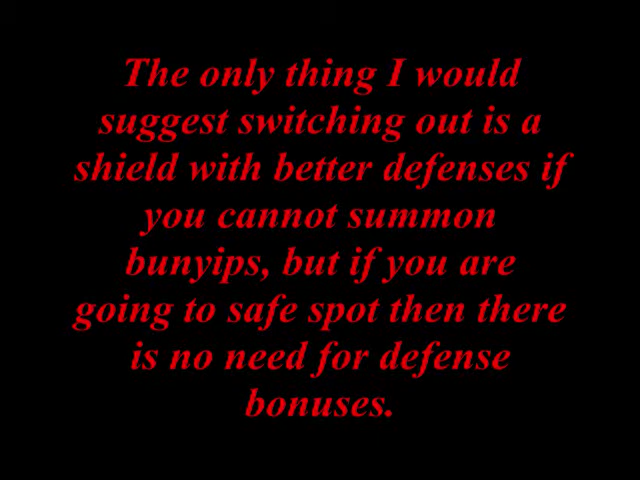 The only thing I would
suggest switching out is a
shield with better defenses if
you cannot summon
bunyips, but if you are
going to safe spot then there
is no need for defense
bonuses.